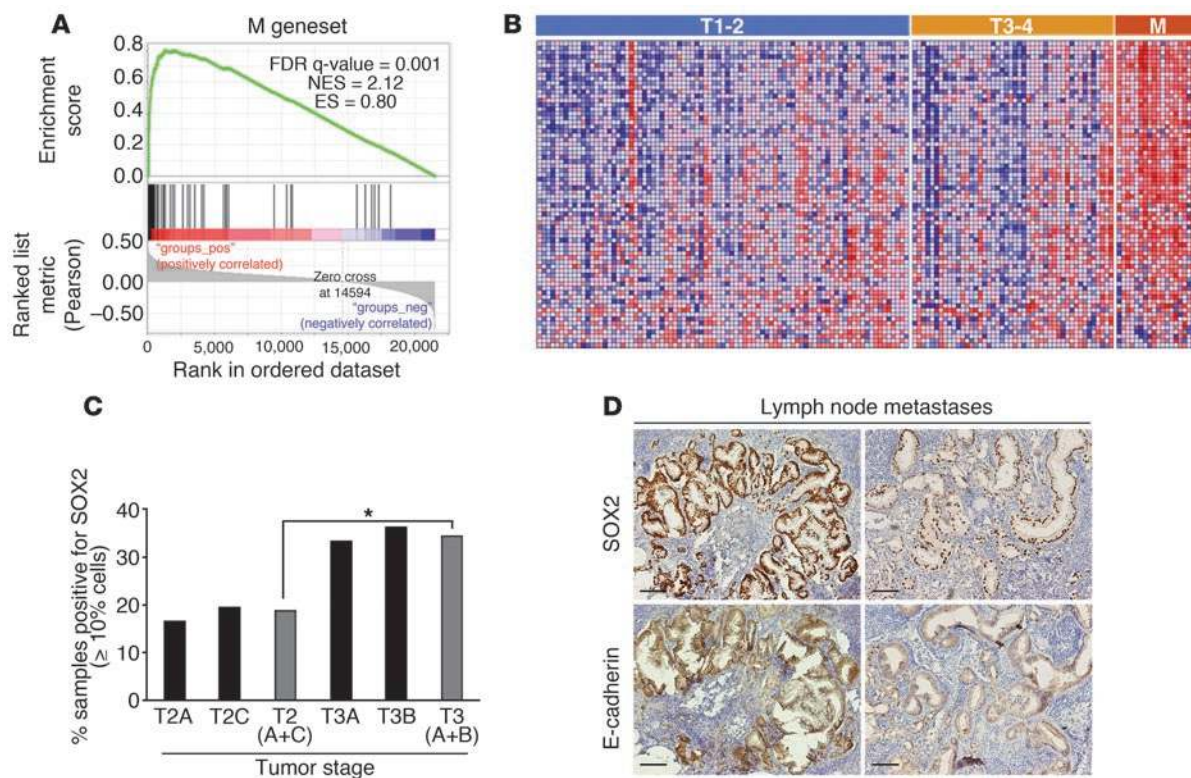 A
M geneset
Enrichment
score
0.8
0.6
0.4
0.2
0.0
FDR q-value = 0.001
NES = 2.12
ES = 0.80
Ranked list
metric
(Pearson)
0.50
0.00
−0.50
"groups_pos"
(positively correlated)
Zero cross
at 14594
"groups_neg"
(negatively correlated)
0
5,000
10,000
15,000
20,000
Rank in ordered dataset
B
T1-2
T3-4
M
C
% samples positive for SOX2
(≥ 10% cells)
40
30
20
10
0
*
T2A
T2C
T2
(A+C)
T3A
T3B
T3
(A+B)
Tumor stage
D
Lymph node metastases
SOX2
E-cadherin